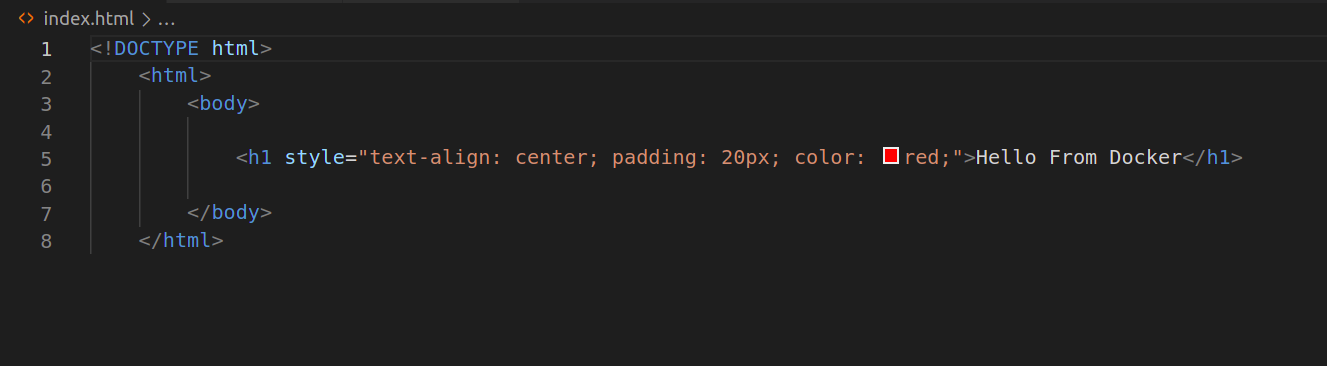 index.html > ...
1 <!DOCTYPE html>
2 <html>
3 <body>
4
5 <h1 style="text-align: center; padding: 20px; color: red;">Hello From Docker</h1>
6
7 </body>
8 </html>